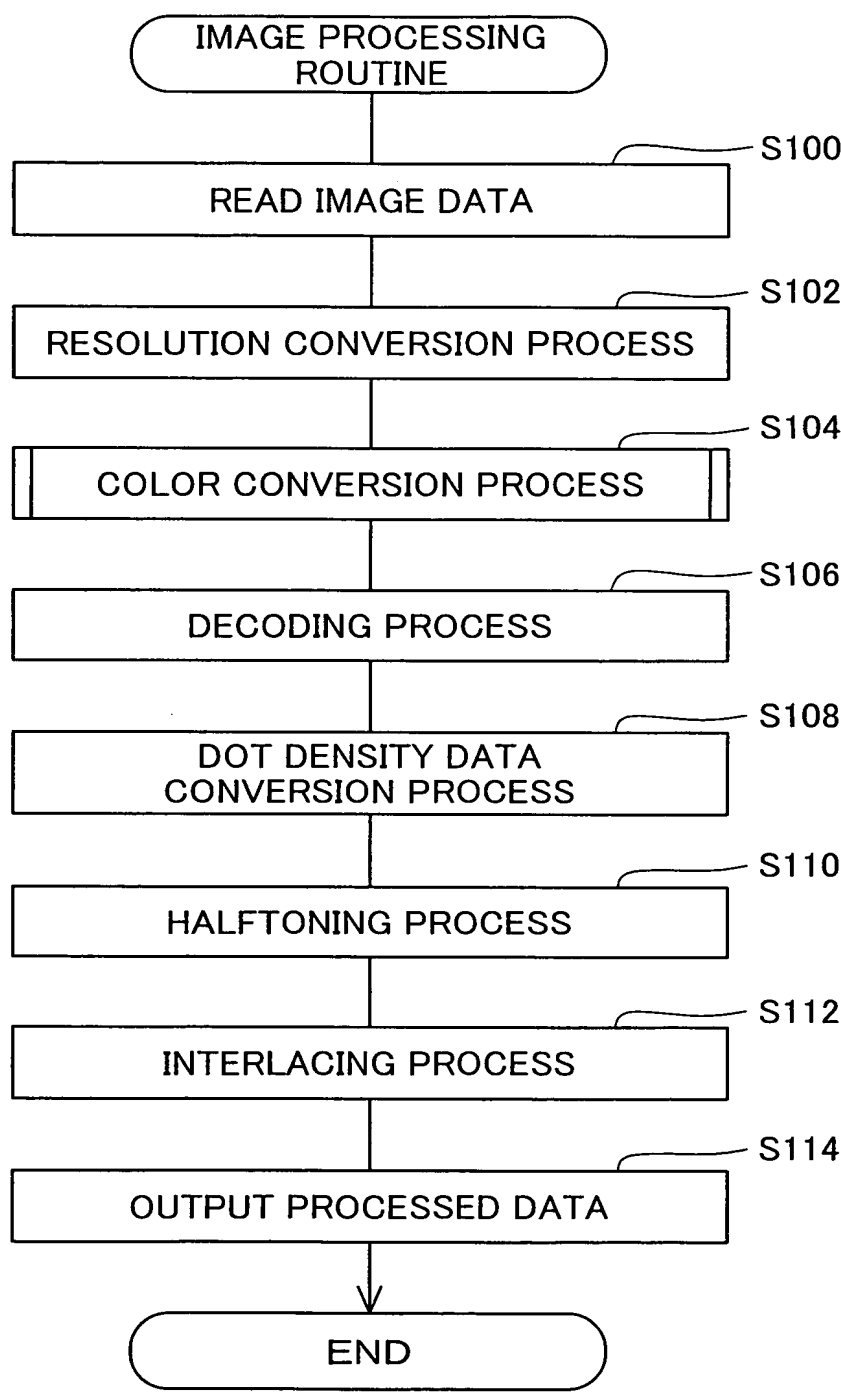 IMAGE PROCESSING
ROUTINE
S100
READ IMAGE DATA
S102
RESOLUTION CONVERSION PROCESS
S104
COLOR CONVERSION PROCESS
S106
DECODING PROCESS
S108
DOT DENSITY DATA
CONVERSION PROCESS
S110
HALFTONING PROCESS
S112
INTERLACING PROCESS
S114
OUTPUT PROCESSED DATA
END